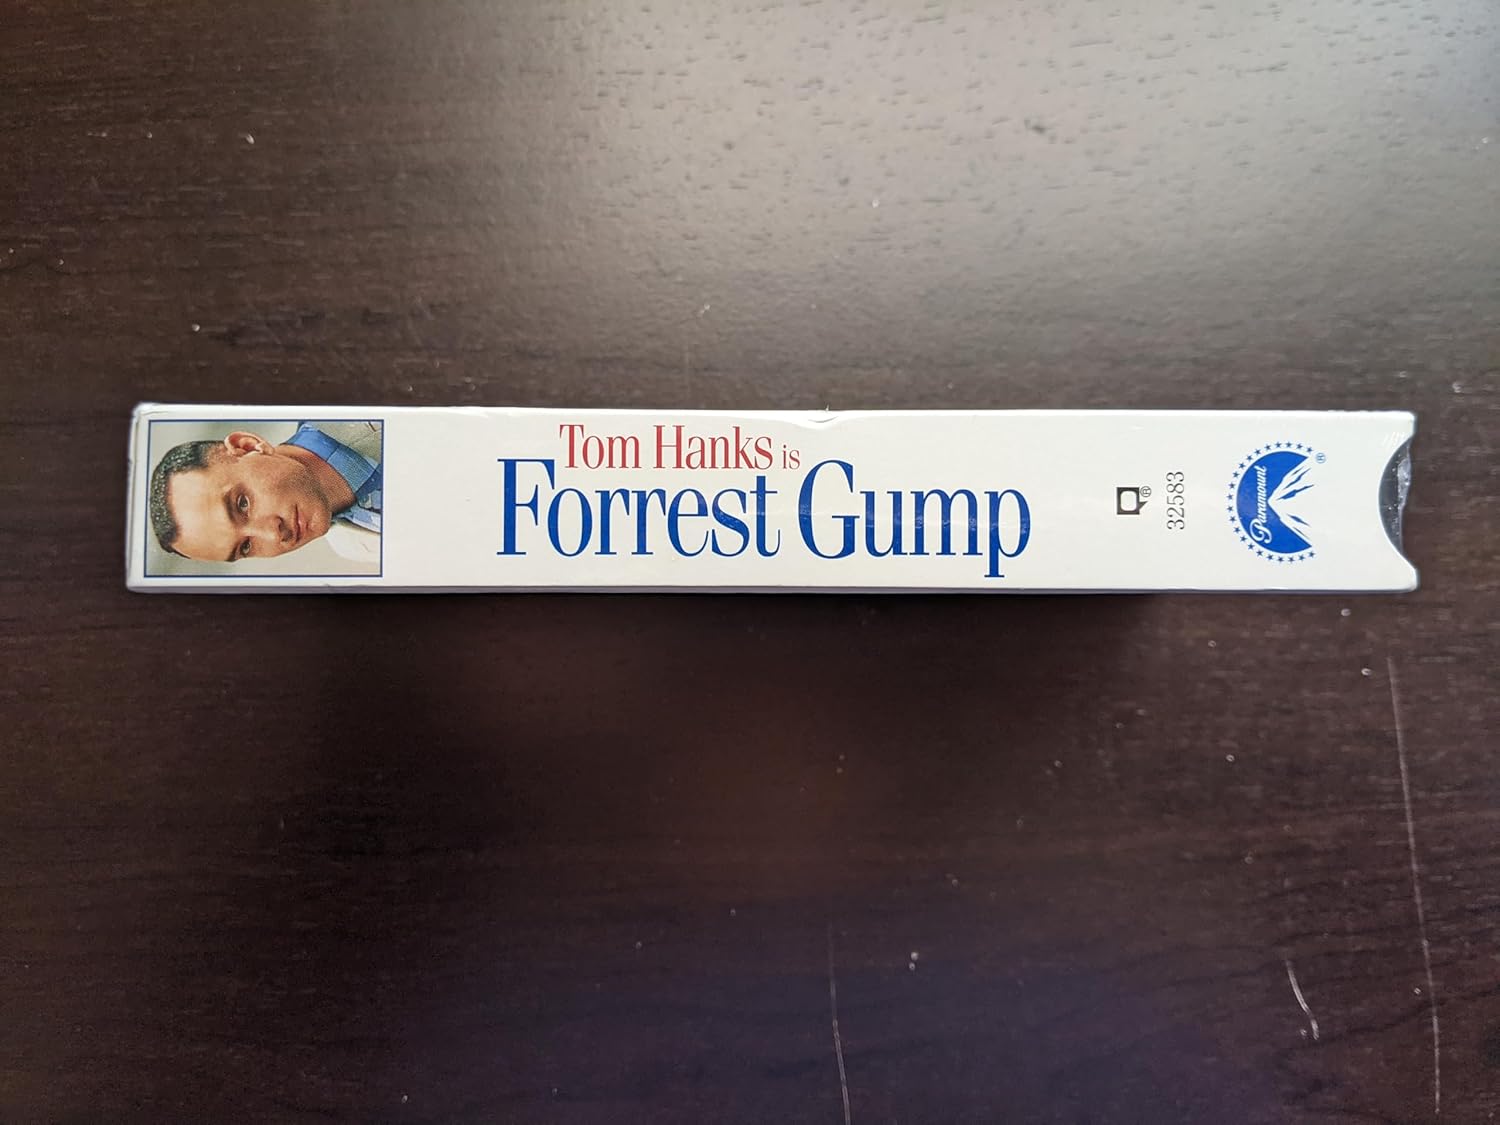 Tom Hanks is
Forrest Gump
®
32583
Paramount
®